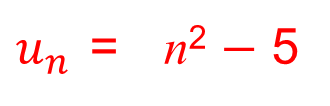 uₙ = n² – 5